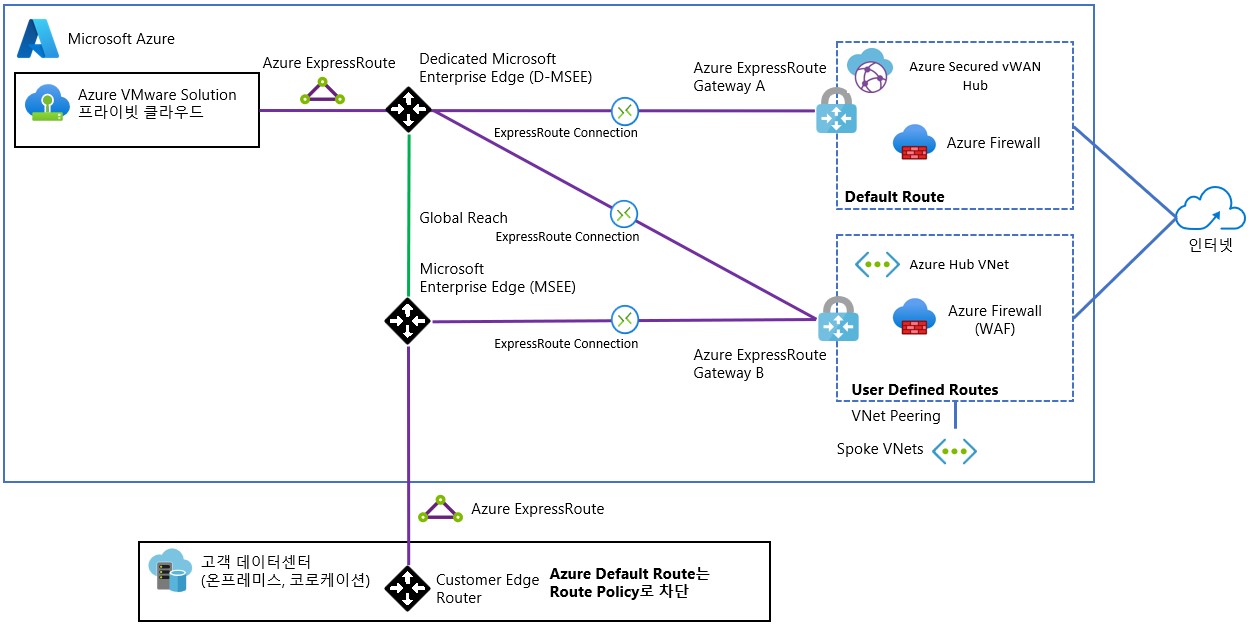 Microsoft Azure
Azure VMware Solution
프라이빗 클라우드
Azure ExpressRoute
Dedicated Microsoft
Enterprise Edge (D-MSEE)
ExpressRoute Connection
Azure ExpressRoute
Gateway A
Azure Secured vWAN
Hub
Azure Firewall
Default Route
Global Reach
ExpressRoute Connection
Microsoft
Enterprise Edge (MSEE)
ExpressRoute Connection
Azure ExpressRoute
Gateway B
Azure Hub VNet
Azure Firewall
(WAF)
User Defined Routes
VNet Peering
Spoke VNets
인터넷
Azure ExpressRoute
고객 데이터센터
(온프레미스, 코로케이션)
Customer Edge
Router
Azure Default Route는
Route Policy로 차단